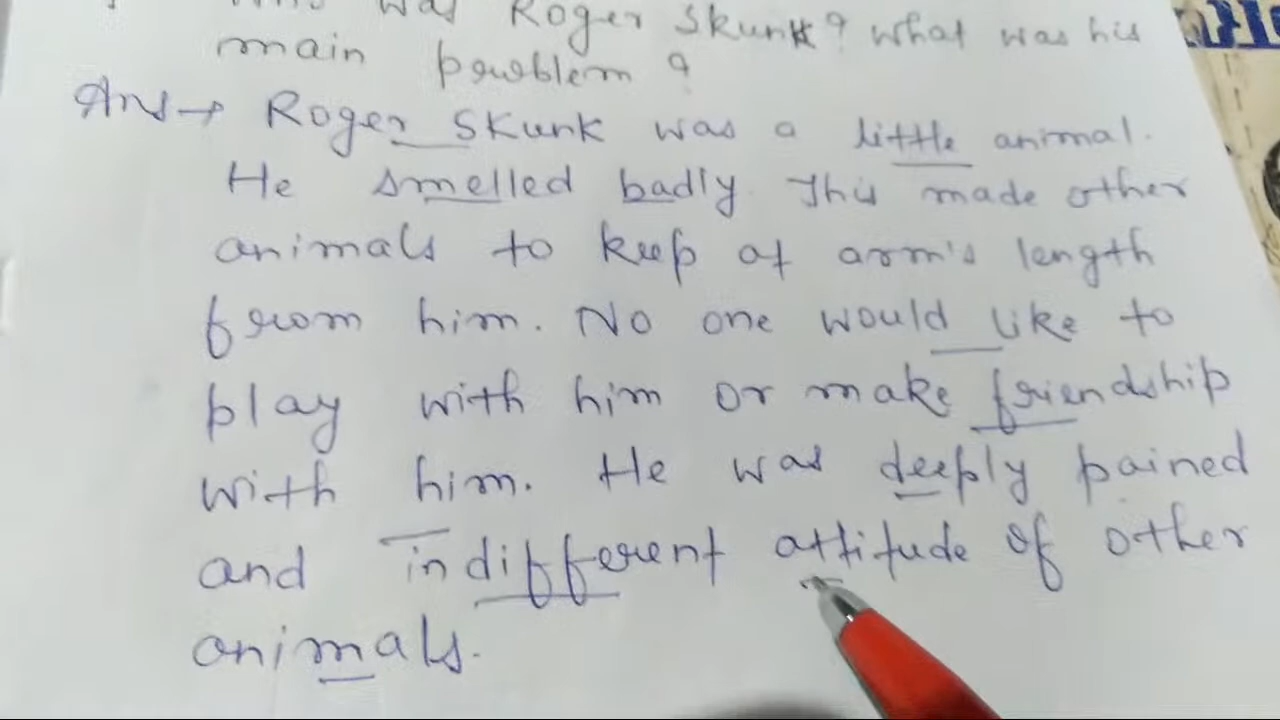 Who was Roger Skunk? What was his
main problem?
Ans→ Roger Skunk was a little animal.
He smelled badly. This made other
animals to keep at arm's length
from him. No one would like to
play with him or make friendship
with him. He was deeply pained
and indifferent attitude of other
animals.